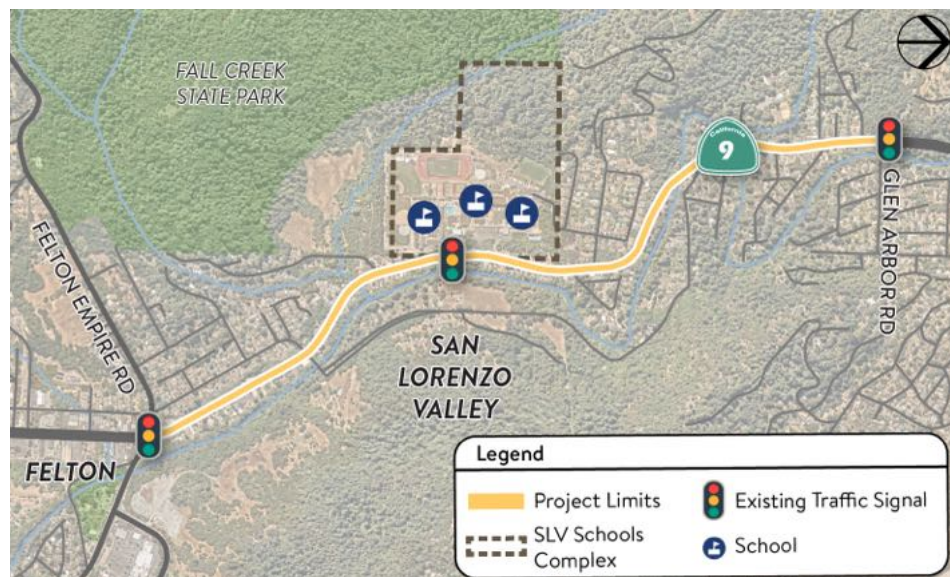 FALL CREEK
STATE PARK
California
9
GLEN ARBOR RD
FELTON EMPIRE RD
SAN
LORENZO
VALLEY
FELTON
Legend
Project Limits
Existing Traffic Signal
SLV Schools
Complex
School